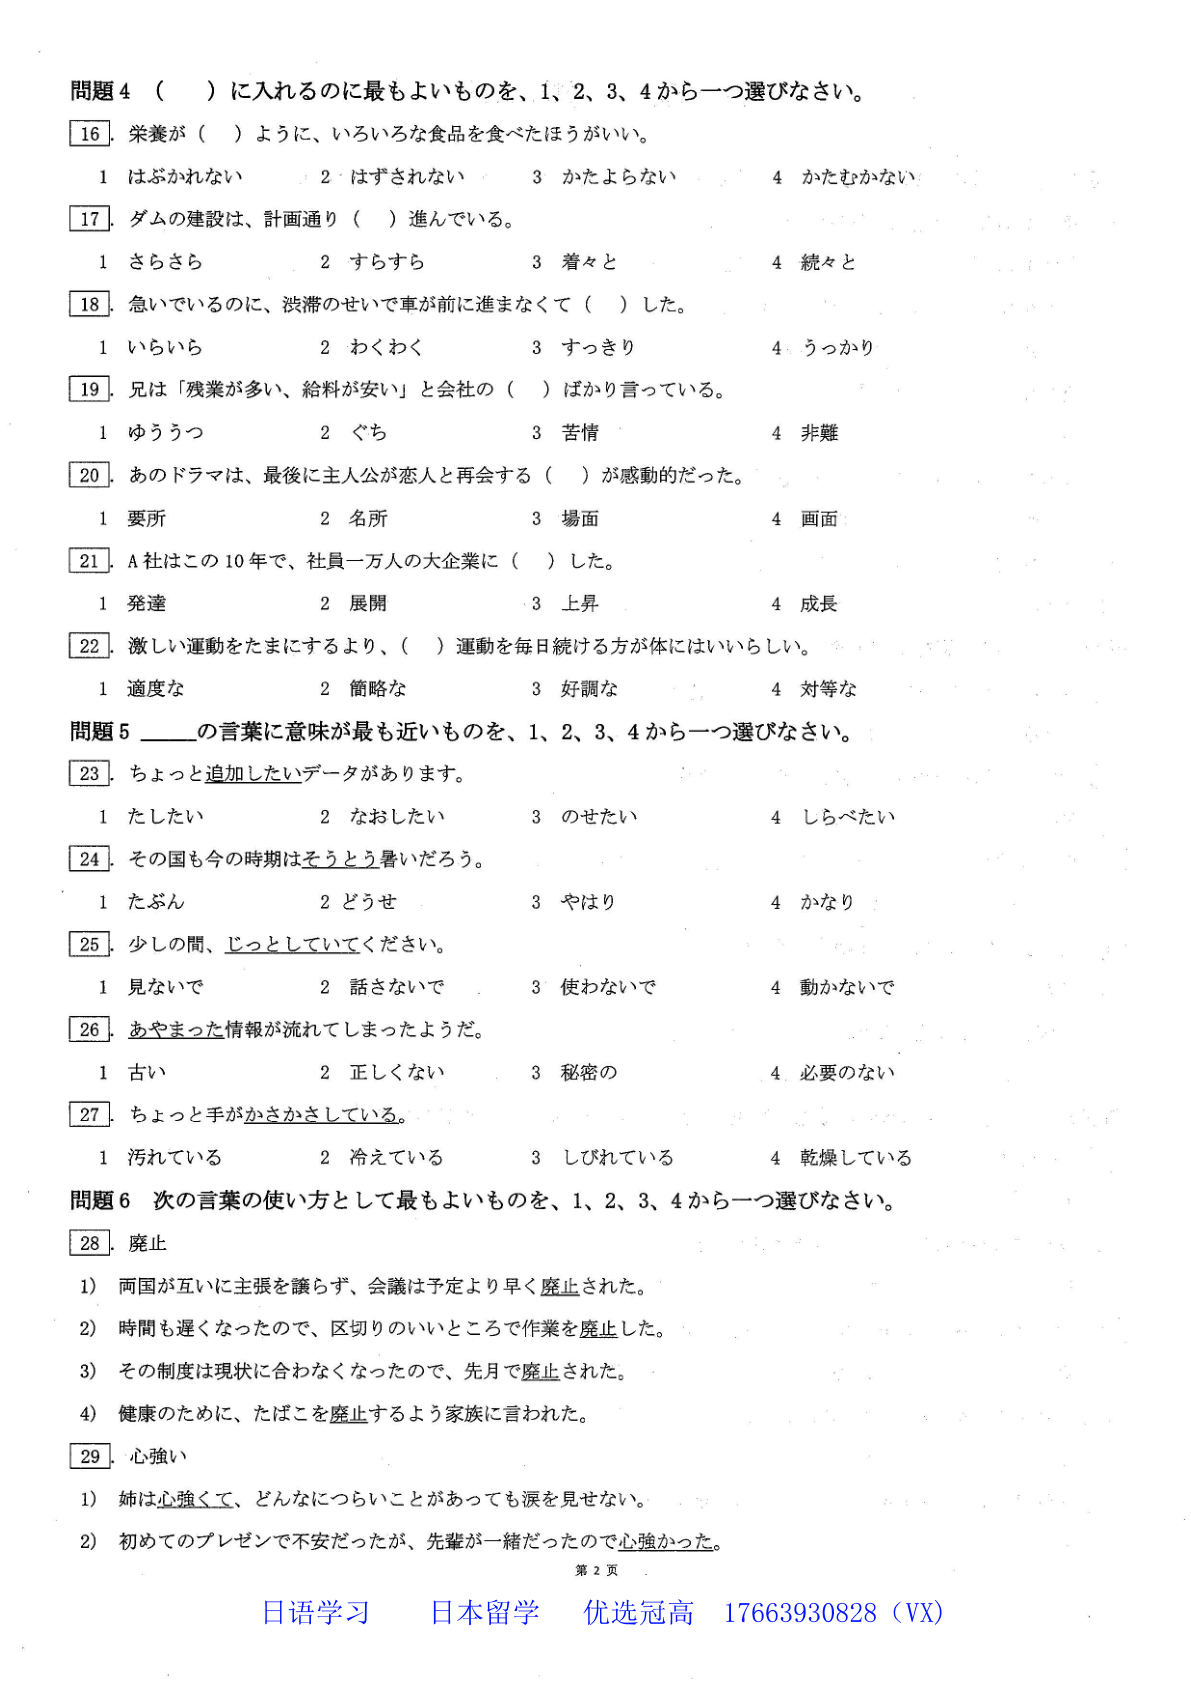 問題4 （　　）に入れるのに最もよいものを、1、2、3、4から一つ選びなさい。
16. 栄養が（　）ように、いろいろな食品を食べたほうがいい。
1 はぶかれない 2 はずされない 3 かたよらない 4 かたむかない
17. ダムの建設は、計画通り（　）進んでいる。
1 さらさら 2 すらすら 3 着々と 4 続々と
18. 急いでいるのに、渋滞のせいで車が前に進まなくて（　）した。
1 いらいら 2 わくわく 3 すっきり 4 うっかり
19. 兄は「残業が多い、給料が安い」と会社の（　）ばかり言っている。
1 ゆううつ 2 ぐち 3 苦情 4 非難
20. あのドラマは、最後に主人公が恋人と再会する（　）が感動的だった。
1 要所 2 名所 3 場面 4 画面
21. A社はこの10年で、社員一万人の大企業に（　）した。
1 発達 2 展開 3 上昇 4 成長
22. 激しい運動をたまにするより、（　）運動を毎日続ける方が体にはいいらしい。
1 適度な 2 簡略な 3 好調な 4 対等な
問題5 _____の言葉に意味が最も近いものを、1、2、3、4から一つ選びなさい。
23. ちょっと追加したいデータがあります。
1 たしたい 2 なおしたい 3 のせたい 4 しらべたい
24. その国も今の時期はそうとう暑いだろう。
1 たぶん 2 どうせ 3 やはり 4 かなり
25. 少しの間、じっとしていてください。
1 見ないで 2 話さないで 3 使わないで 4 動かないで
26. あやまった情報が流れてしまったようだ。
1 古い 2 正しくない 3 秘密の 4 必要のない
27. ちょっと手がかさかさしている。
1 汚れている 2 冷えている 3 しびれている 4 乾燥している
問題6 次の言葉の使い方として最もよいものを、1、2、3、4から一つ選びなさい。
28. 廃止
1) 両国が互いに主張を譲らず、会議は予定より早く廃止された。
2) 時間も遅くなったので、区切りのいいところで作業を廃止した。
3) その制度は現状に合わなくなったので、先月で廃止された。
4) 健康のために、たばこを廃止するよう家族に言われた。
29. 心強い
1) 姉は心強くて、どんなにつらいことがあっても涙を見せない。
2) 初めてのプレゼンで不安だったが、先輩が一緒だったので心強かった。
第 2 页
日语学习 日本留学 优选冠高 17663930828（VX）